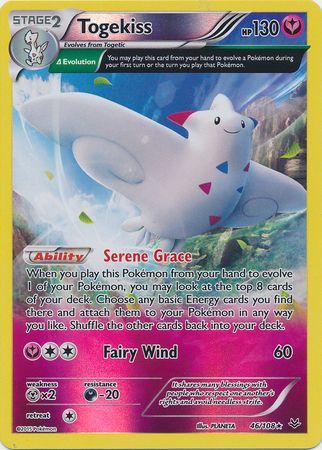 STAGE2 Togekiss HP130
Evolves from Togetic
Δ Evolution You may play this card from your hand to evolve a Pokémon during
your first turn or the turn you play that Pokémon.
Ability Serene Grace
When you play this Pokémon from your hand to evolve
1 of your Pokémon, you may look at the top 8 cards
of your deck. Choose any basic Energy cards you find
there and attach them to your Pokémon in any way
you like. Shuffle the other cards back into your deck.
Fairy Wind 60
weakness resistance
×2 -20
retreat
It shares many blessings with
people who respect one another's
rights and avoid needless strife.
©2015 Pokémon Illus. PLANETA 46/108